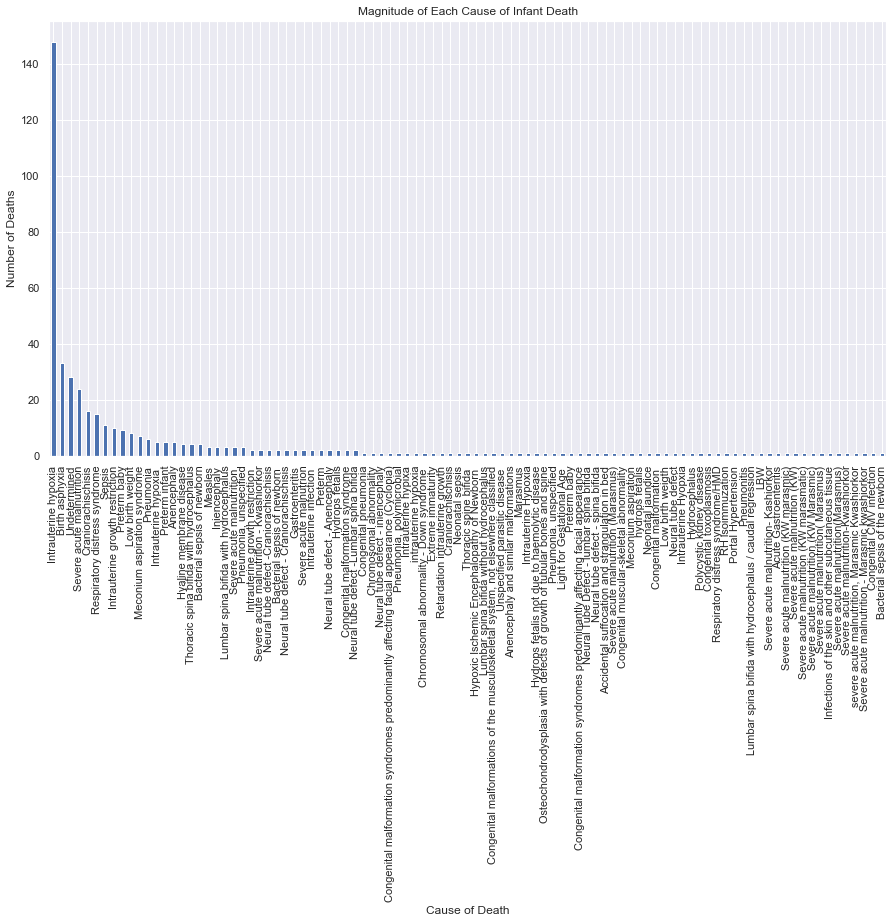 Magnitude of Each Cause of Infant Death
Number of Deaths
140
120
100
80
60
40
20
0
Intrauterine hypoxia
Birth asphyxia
Undetermined
Severe acute malnutrition
Craniorachischisis
Respiratory distress syndrome
Sepsis
Intrauterine growth restriction
Preterm baby
Low birth weight
Meconium aspiration syndrome
Pneumonia
Intrauterine hypoxia
Preterm infant
Anencephly
Hyaline membrane disease
Thoracic spina bifida with hydrocephalus
Bacterial sepsis of newborn
Measles
Iniencephaly
Lumbar spina bifida with hydrocephalus
Severe acute malnutrition
Pneumonia, unspecified
Intrauterine growth restriction
Severe acute malnutrition - Kwashiorkor
Neural tube defect -Craniorachischisis
Bacterial sepsis of newborn
Neural tube defect - Craniorachischisis
Gastroenteritis
Severe acute malnutrion
Intrauterine infection
Preterm
Neural tube defect -Anencephaly
Hydrops fetalis
Congenital malformation syndrome
Neural tube defect -Lumbar spina bifida
Congenital pneumonia
Chromosomal abnormality
Neural tube defect - Anencephaly
Congenital malformation syndromes predominantly affecting facial appearance (Cyclopia)
Pneumonia, polymicrobial
Intrauterine hypxia
intrauterine hypoxia
Chromosomal abnormality - Down syndrome
Extreme immaturity
Retardation intrauterine growth
Craniorachischisis
Neonatal sepsis
Thoracic spine bifida
Hypoxic Ischemic Encephalopathy of Newborn
Lumbar spina bifida without hydrocephalus
Congenital malformations of the musculoskeletal system, not elsewhere classified
Unspecified parasitic disease
Anencephaly and similar malformations
Marasmus
Intrauterine Hypoxia
Hydrops fetalis not due to haemolytic disease
Osteochondrodysplasia with defects of growth of tubular bones and spine
Pneumonia, unspecified
Light for Gestational Age
Preterm baby
Congenital malformation syndromes predominantly affecting facial appearance
Neural Tube Defect -Lumbar spina bifida
Neural tube defect - spina bifida
Accidental suffocation and strangulation in bed
Severe acute malnutrition (Marasmus)
Congenital muscular-skeletal abnormality
Meconium aspiration
hydrops fetalis
Neonatal Jaundice
Congenital malformation
Low birth weigth
Neural tube defect
Intrauterine Hyopxia
Hydrocephalus
Polycystic kidney disease
Congenital toxoplasmosis
Respiratory distress syndrome/HMD
RH Isoimmuzation
Portal Hypertension
Amnionitis
Lumbar spina bifida with hydrocephalus / caudal regression
LBW
Severe acute malnutrition- Kashiorkor
Acute Gastroenteritis
Severe acute malnutrition (KW marasmic)
Severe acute malnutrition (KW)
Severe acute malnutrition (KW marasmatic)
Severe acute malnutrition (KW Marasmic)
Severe acute malnutrition( Marasmus)
Infections of the skin and other subcutaneous tissue
Severe acute malnutrition(Marasmus)
Severe acute malnutrition-Kwashiorkor
severe acute malnutrition, Marasmic kwashiorkor
Severe acute malnutrition, - Marasmic kwashiorkor
Congenital CMV infection
Bacterial sepsis of the newborn
Cause of Death